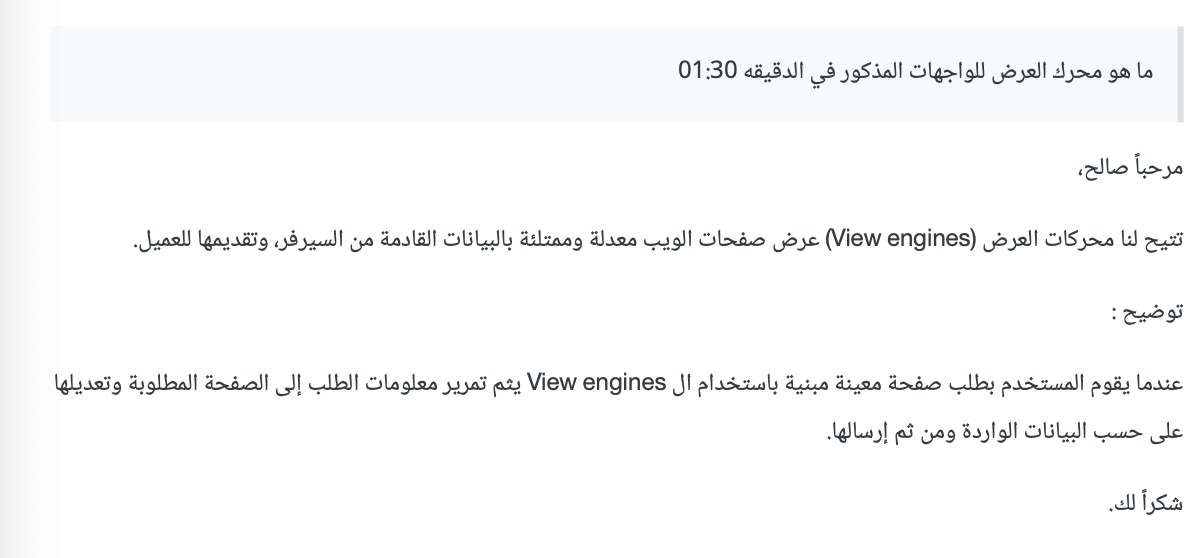 ما هو محرك العرض للواجهات المذكور في الدقيقه 01:30
مرحباً صالح،
تتيح لنا محركات العرض (View engines) عرض صفحات الويب معدلة وممتلئة بالبيانات القادمة من السيرفر، وتقديمها للعميل.
توضيح :
عندما يقوم المستخدم بطلب صفحة معينة مبنية باستخدام ال View engines يثم تمرير معلومات الطلب إلى الصفحة المطلوبة وتعديلها
على حسب البيانات الواردة ومن ثم إرسالها.
شكراً لك.